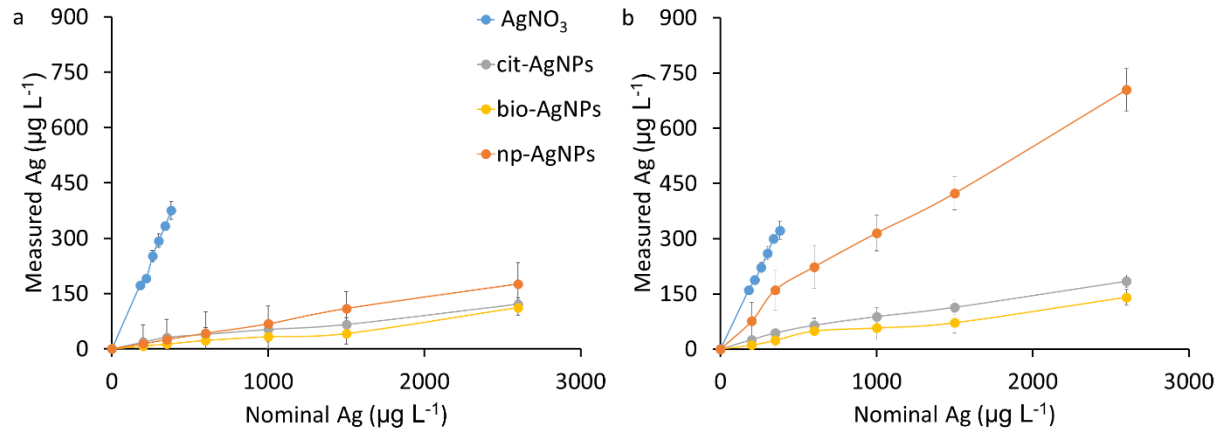 a
900
750
600
450
300
150
0
Measured Ag (µg L⁻¹)
0 1000 2000 3000
Nominal Ag (µg L⁻¹)
AgNO₃
cit-AgNPs
bio-AgNPs
np-AgNPs
b
900
750
600
450
300
150
0
Measured Ag (µg L⁻¹)
0 1000 2000 3000
Nominal Ag (µg L⁻¹)